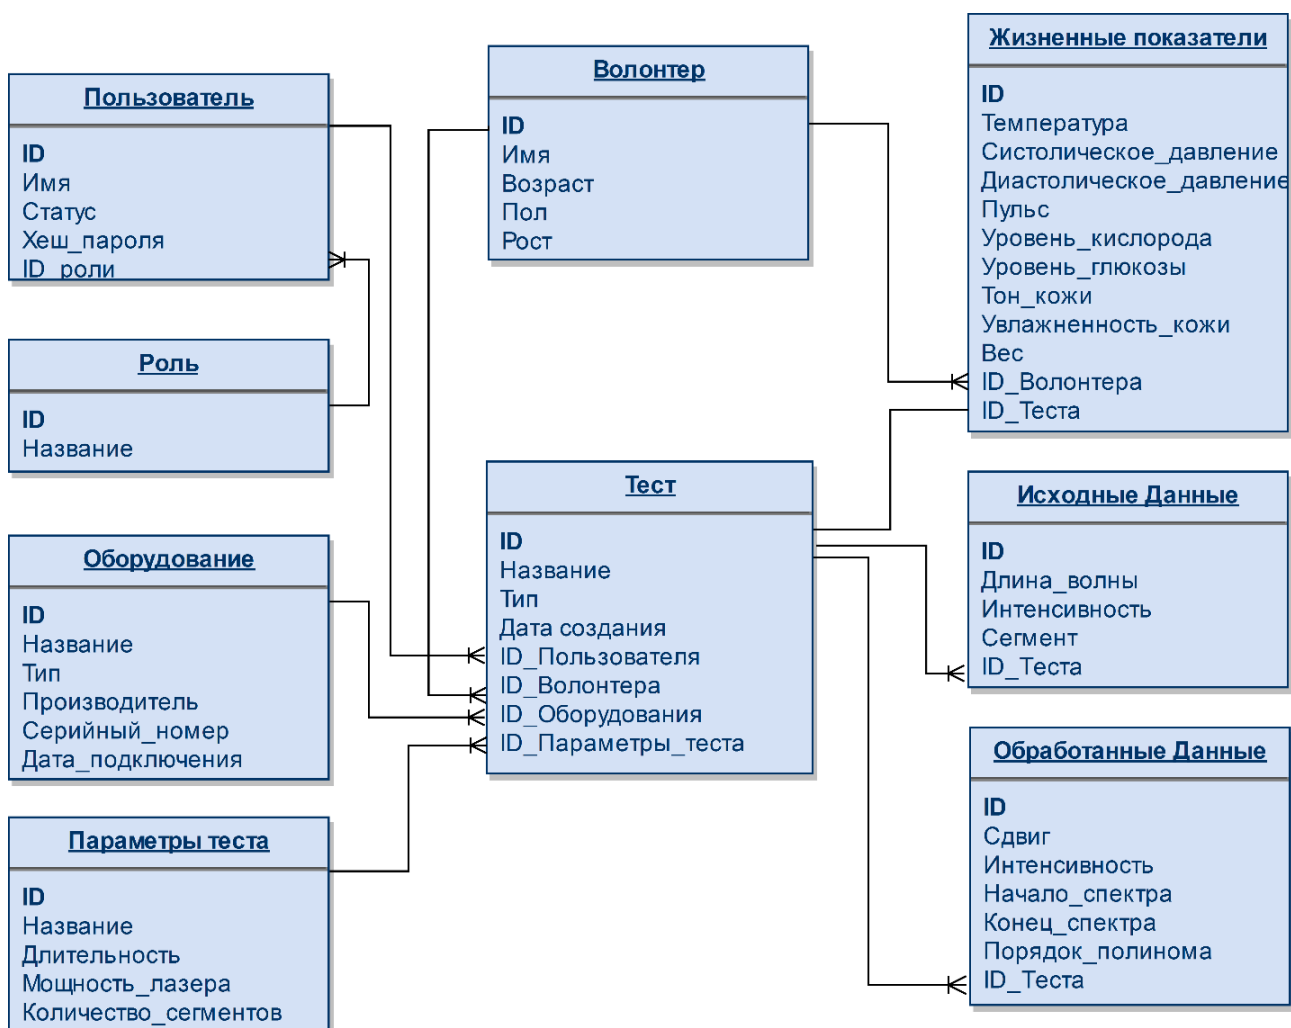 Пользователь
ID
Имя
Статус
Хеш_пароля
ID_роли
Роль
ID
Название
Оборудование
ID
Название
Тип
Производитель
Серийный_номер
Дата_подключения
Параметры теста
ID
Название
Длительность
Мощность_лазера
Количество_сегментов
Волонтер
ID
Имя
Возраст
Пол
Рост
Тест
ID
Название
Тип
Дата создания
ID_Пользователя
ID_Волонтера
ID_Оборудования
ID_Параметры_теста
Жизненные показатели
ID
Температура
Систолическое_давление
Диастолическое_давление
Пульс
Уровень_кислорода
Уровень_глюкозы
Тон_кожи
Увлажненность_кожи
Вес
ID_Волонтера
ID_Теста
Исходные Данные
ID
Длина_волны
Интенсивность
Сегмент
ID_Теста
Обработанные Данные
ID
Сдвиг
Интенсивность
Начало_спектра
Конец_спектра
Порядок_полинома
ID_Теста